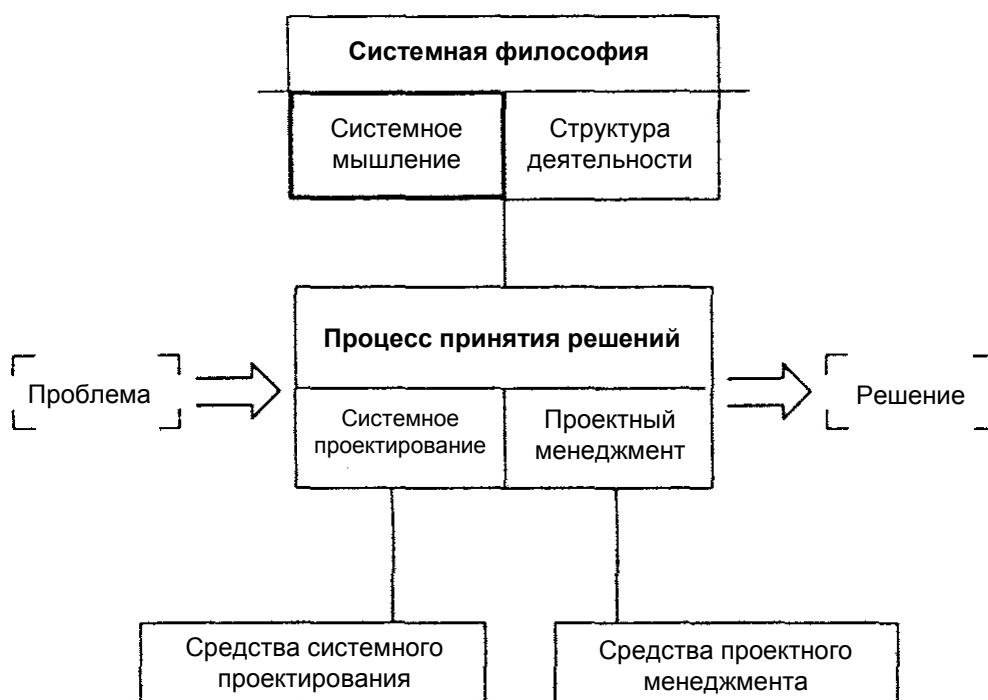 Системная философия
Системное
мышление
Структура
деятельности
Процесс принятия решений
Проблема
Решение
Системное
проектирование
Проектный
менеджмент
Средства системного
проектирования
Средства проектного
менеджмента